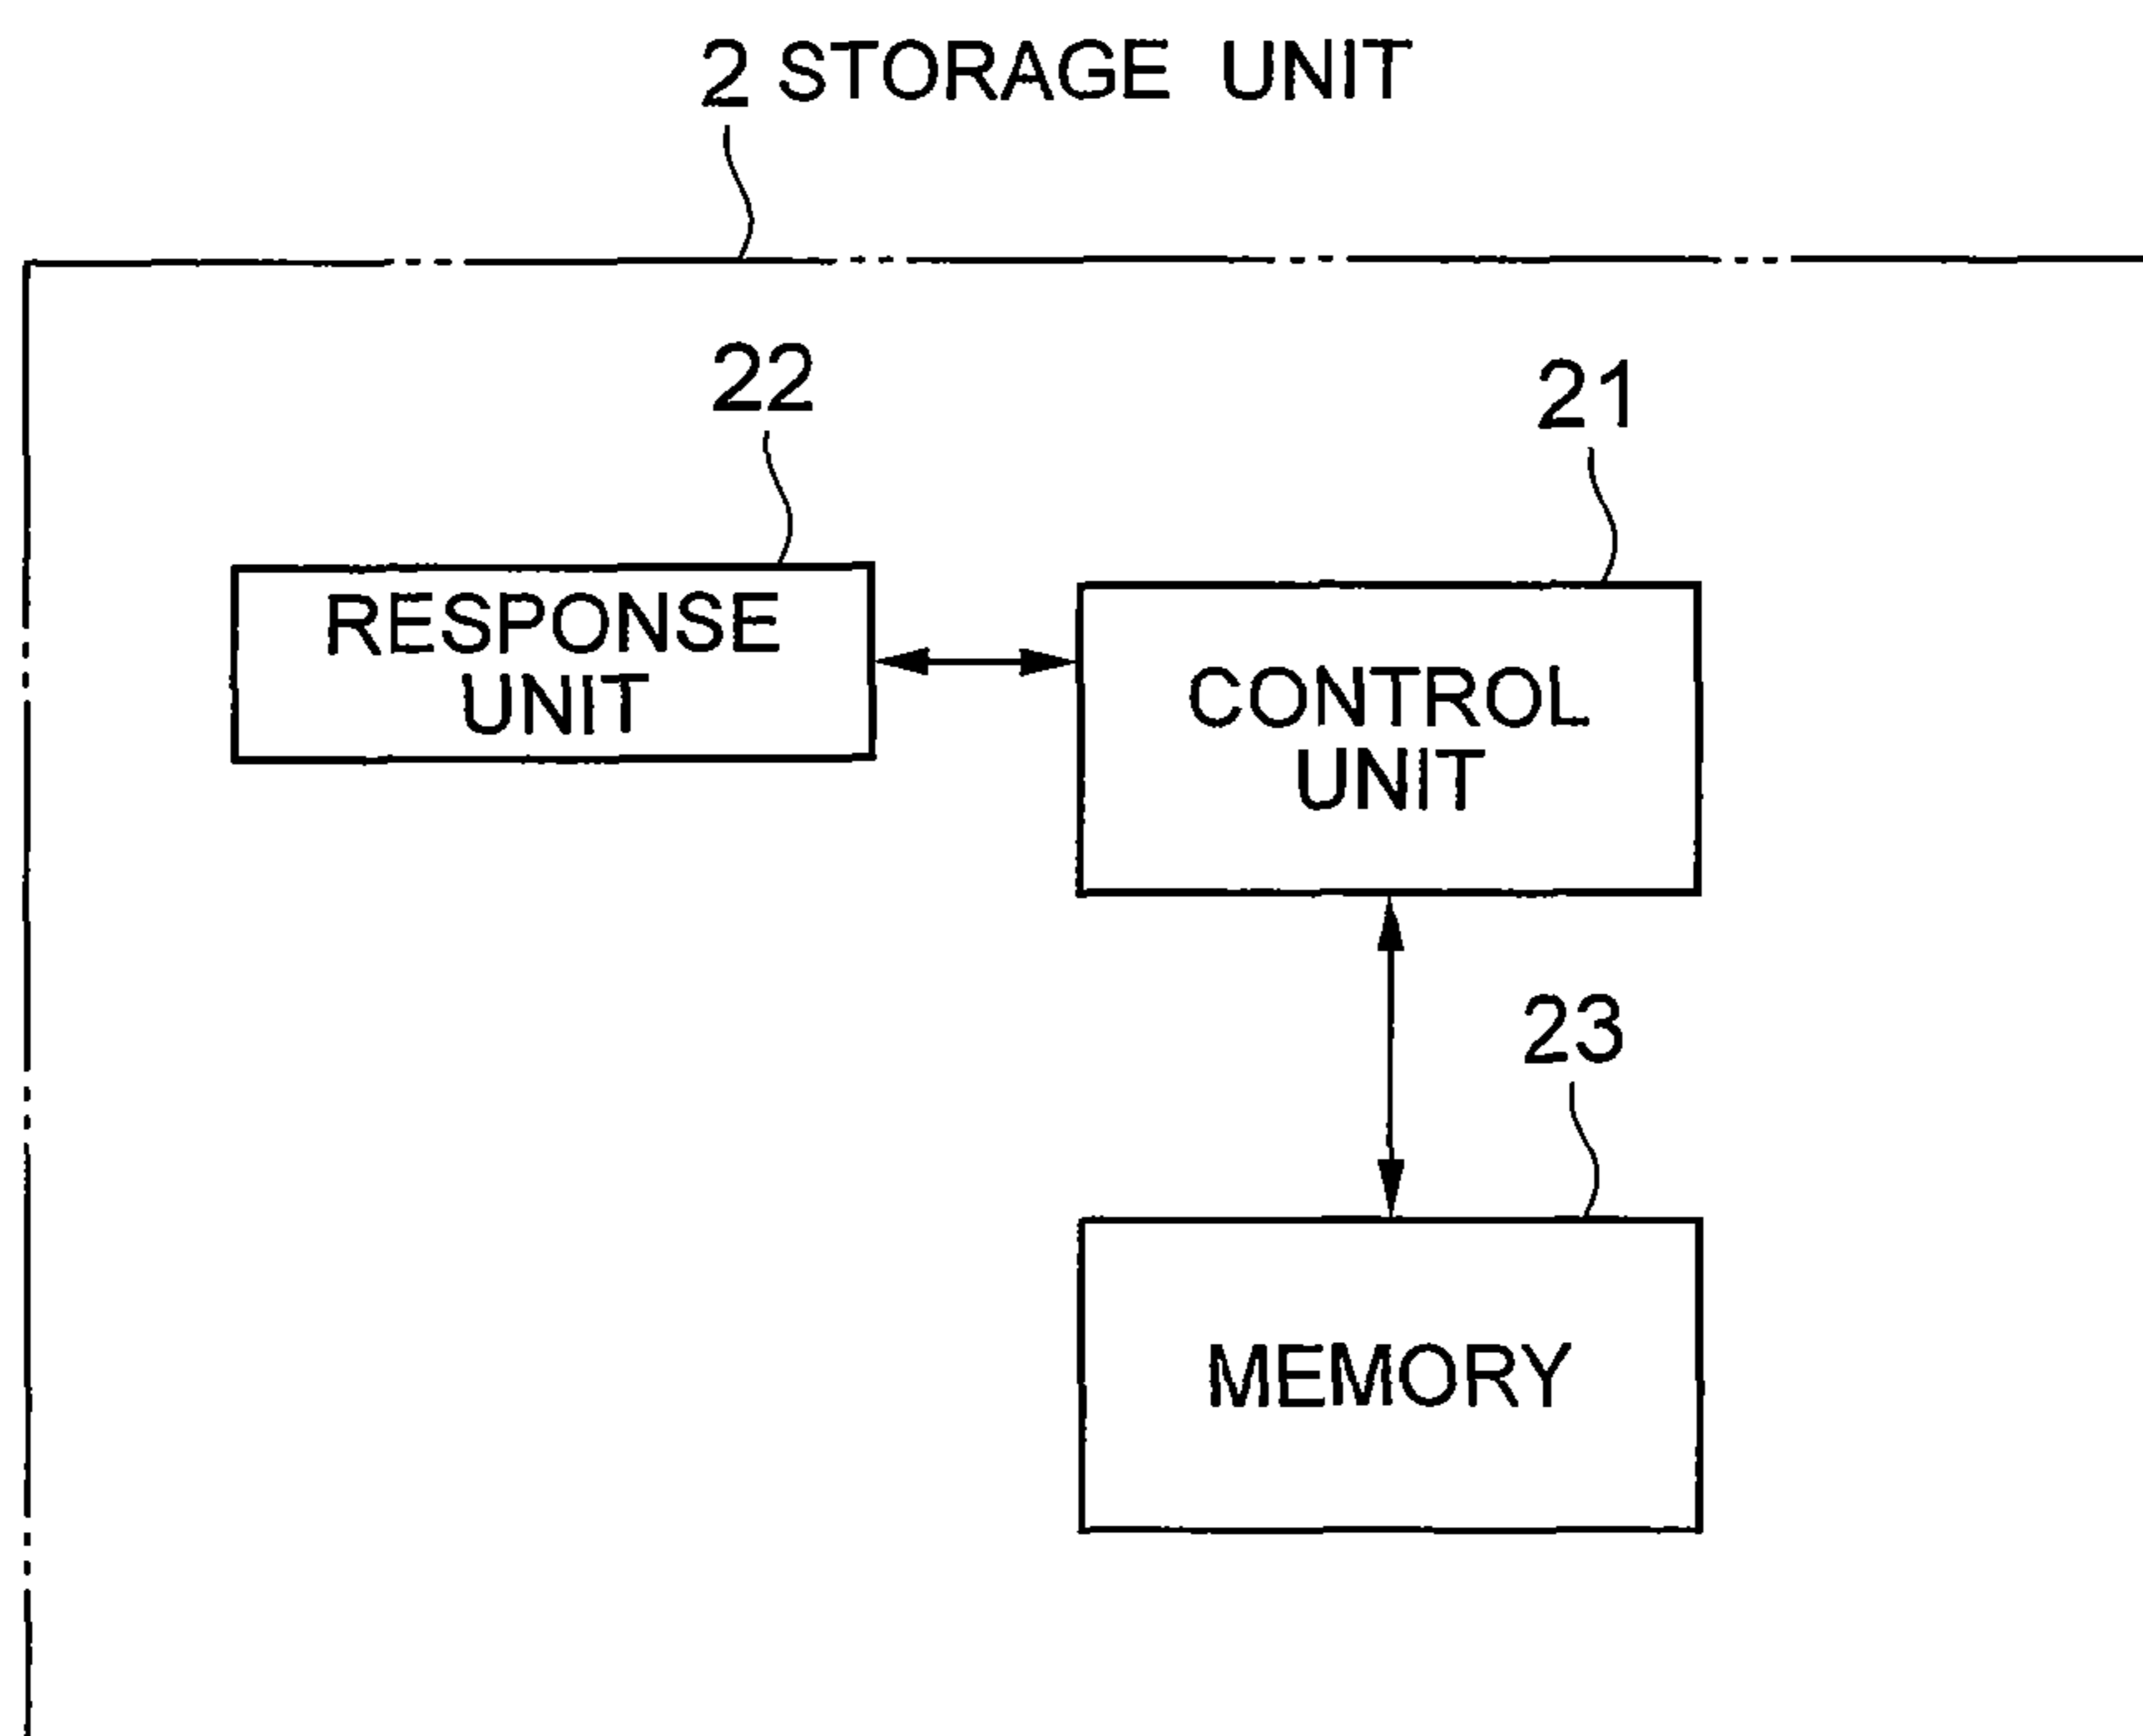 2 STORAGE UNIT
22
21
RESPONSE
UNIT
CONTROL
UNIT
23
MEMORY